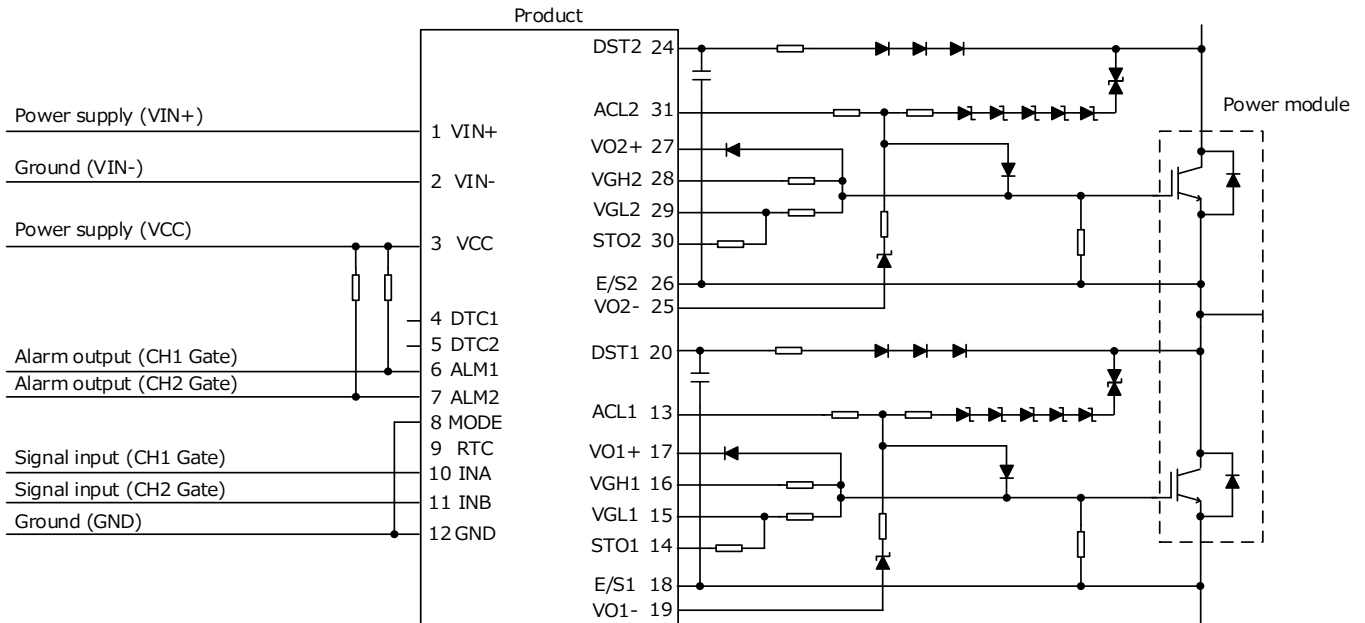 Product
Power supply (VIN+)
1 VIN+
Ground (VIN-)
2 VIN-
Power supply (VCC)
3 VCC
4 DTC1
5 DTC2
Alarm output (CH1 Gate)
6 ALM1
Alarm output (CH2 Gate)
7 ALM2
8 MODE
9 RTC
Signal input (CH1 Gate)
10 INA
Signal input (CH2 Gate)
11 INB
Ground (GND)
12 GND
DST2 24
ACL2 31
VO2+ 27
VGH2 28
VGL2 29
STO2 30
E/S2 26
VO2- 25
DST1 20
ACL1 13
VO1+ 17
VGH1 16
VGL1 15
STO1 14
E/S1 18
VO1- 19
Power module